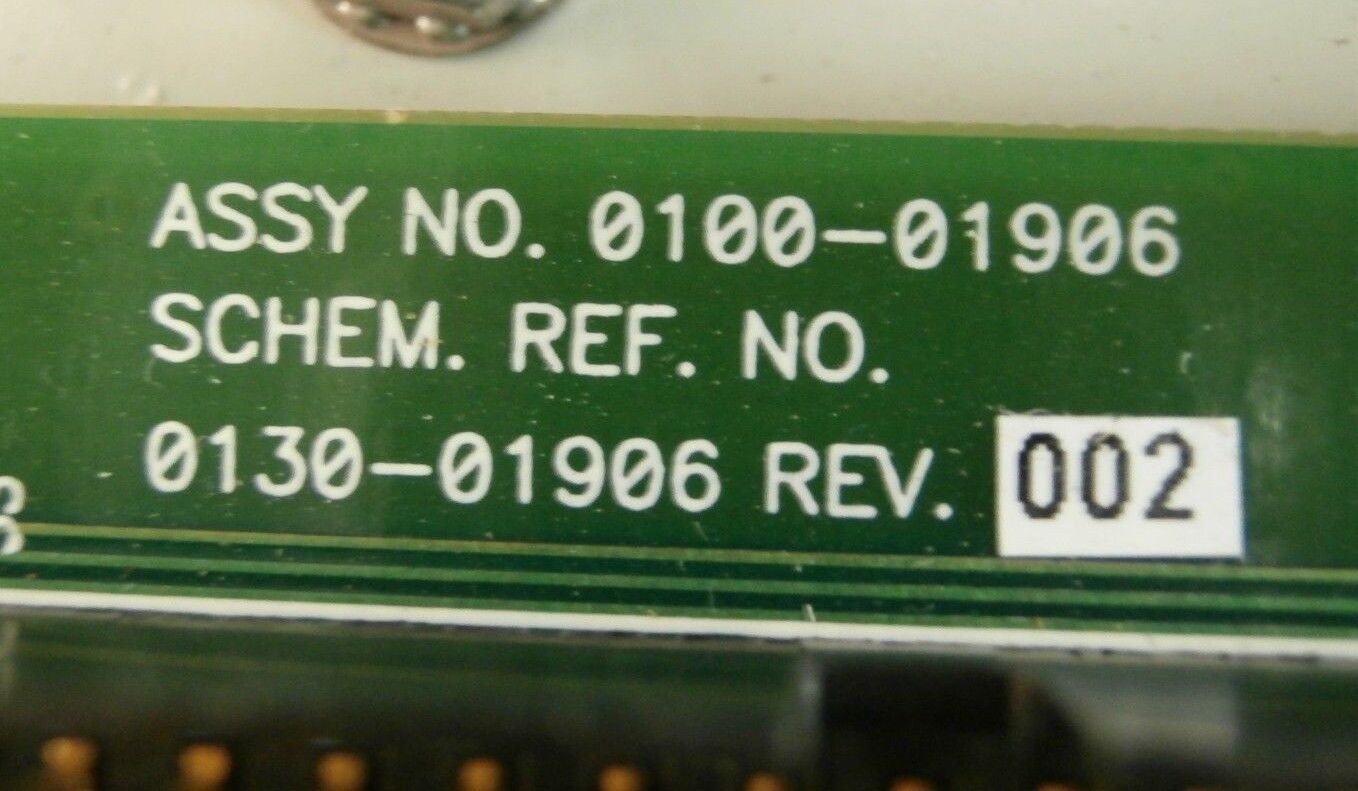 ASSY NO. 0100-01906
SCHEM. REF. NO.
0130-01906 REV. 002